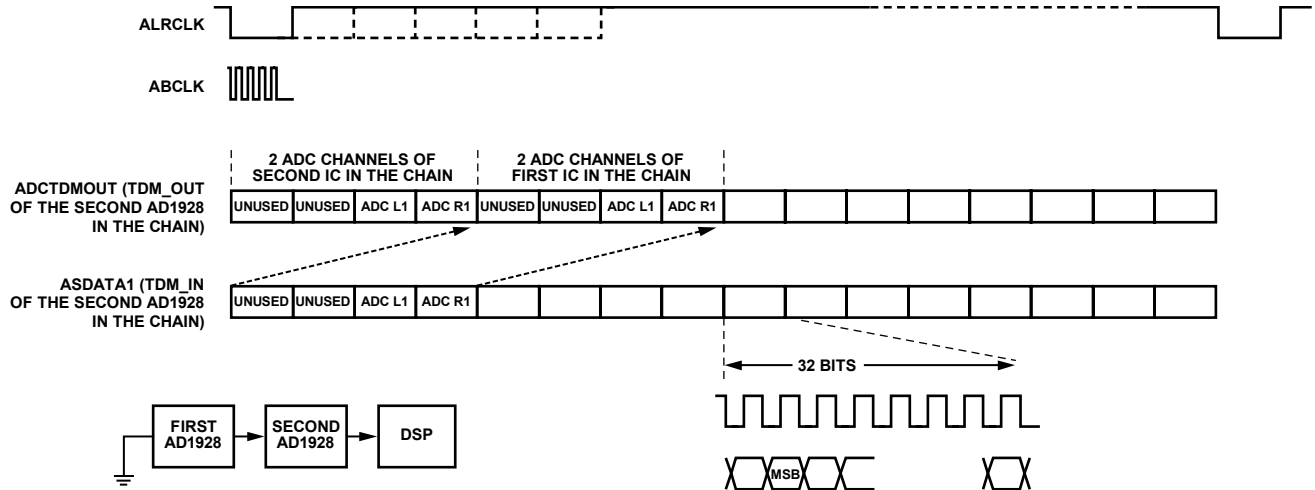 ALRCLK
ABCLK
2 ADC CHANNELS OF
SECOND IC IN THE CHAIN
2 ADC CHANNELS OF
FIRST IC IN THE CHAIN
ADCTDMOUT (TDM_OUT
OF THE SECOND AD1928
IN THE CHAIN)
UNUSED UNUSED ADC L1 ADC R1 UNUSED UNUSED ADC L1 ADC R1
ASDATA1 (TDM_IN
OF THE SECOND AD1928
IN THE CHAIN)
UNUSED UNUSED ADC L1 ADC R1
32 BITS
FIRST
AD1928
SECOND
AD1928
DSP
MSB